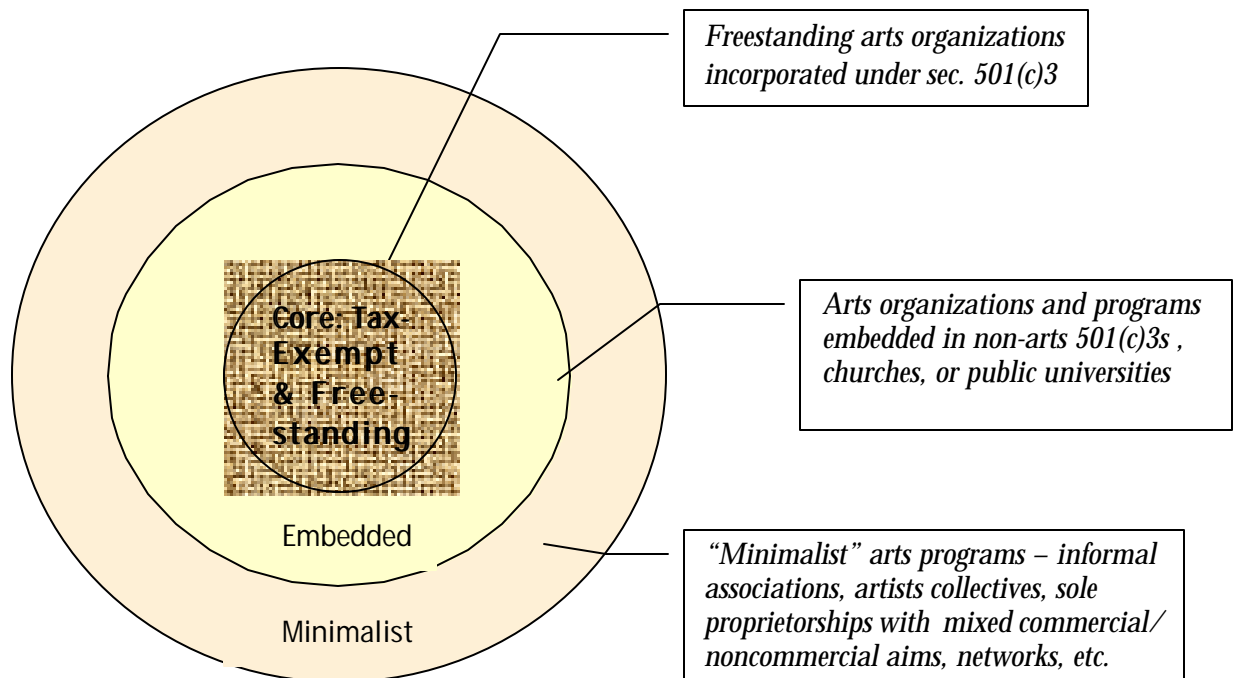 Freestanding arts organizations
incorporated under sec. 501(c)3
Core: Tax-
Exempt
& Free-
standing
Arts organizations and programs
embedded in non-arts 501(c)3s ,
churches, or public universities
Embedded
“Minimalist” arts programs – informal
associations, artists collectives, sole
proprietorships with mixed commercial/
noncommercial aims, networks, etc.
Minimalist